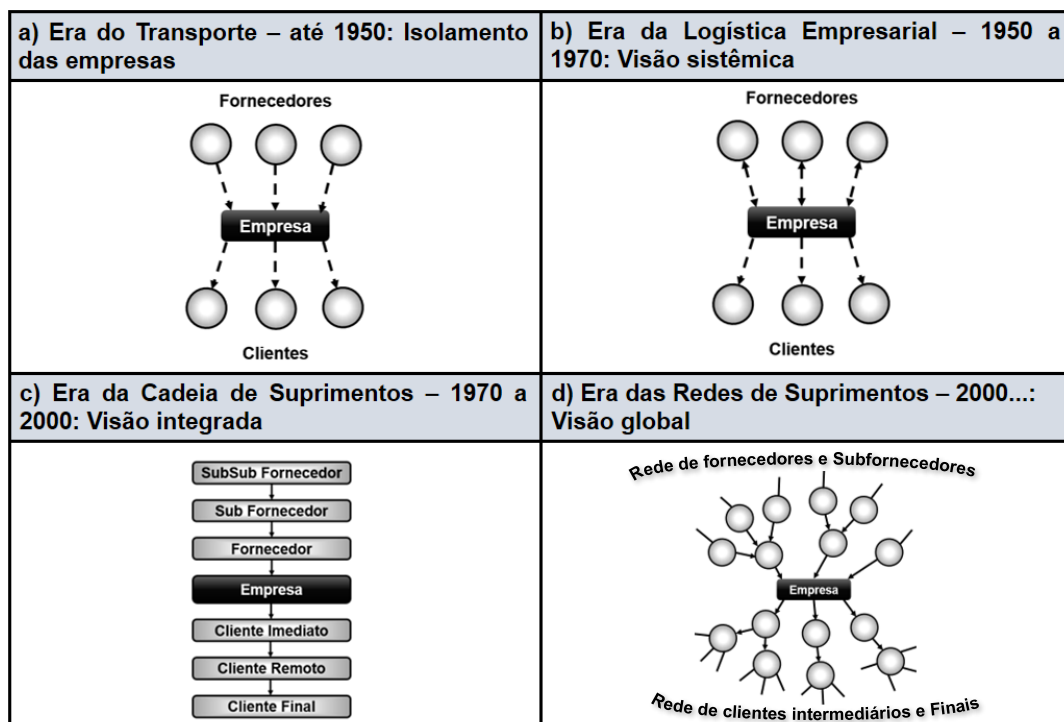 a) Era do Transporte – até 1950: Isolamento
das empresas
b) Era da Logística Empresarial – 1950 a
1970: Visão sistêmica
Fornecedores
Empresa
Clientes
Fornecedores
Empresa
Clientes
c) Era da Cadeia de Suprimentos – 1970 a
2000: Visão integrada
d) Era das Redes de Suprimentos – 2000...:
Visão global
SubSub Fornecedor
Sub Fornecedor
Fornecedor
Empresa
Cliente Imediato
Cliente Remoto
Cliente Final
Rede de fornecedores e Subfornecedores
Empresa
Rede de clientes intermediários e Finais